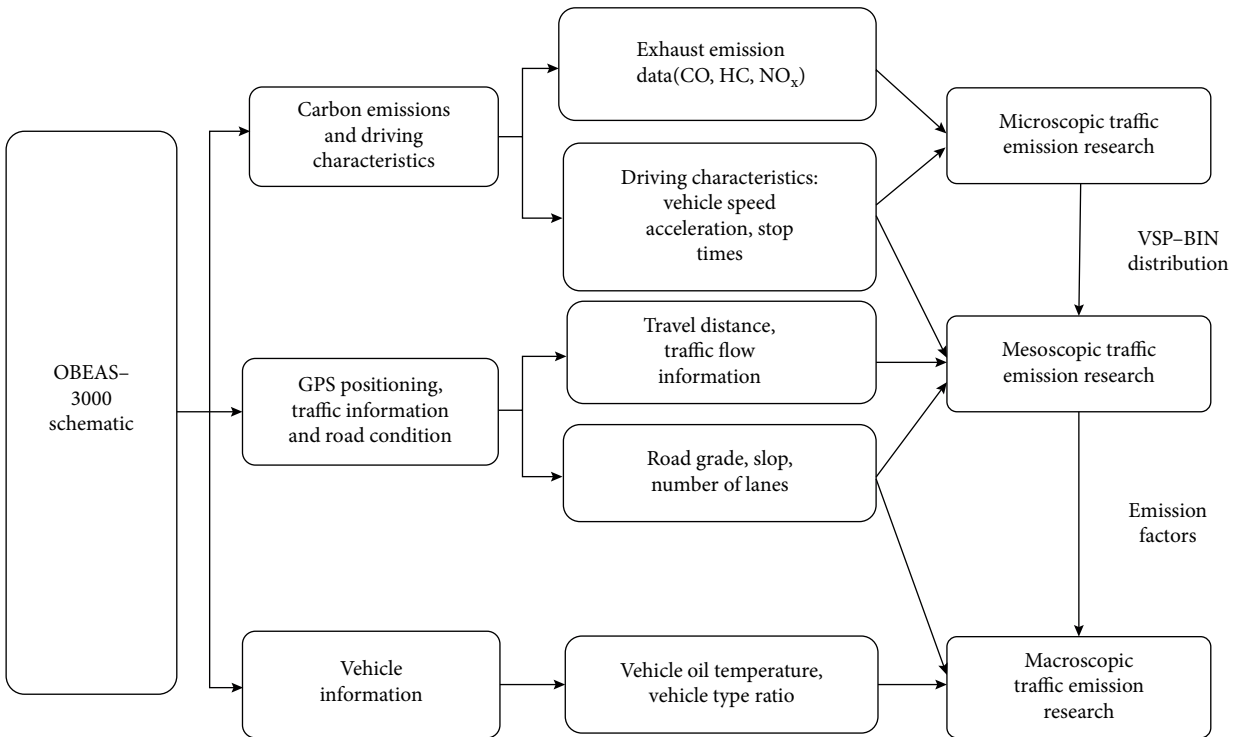 OBEAS–
3000
schematic
Carbon emissions
and driving
characteristics
GPS positioning,
traffic information
and road condition
Vehicle
information
Exhaust emission
data(CO, HC, NOx)
Driving characteristics:
vehicle speed
acceleration, stop
times
Travel distance,
traffic flow
information
Road grade, slop,
number of lanes
Vehicle oil temperature,
vehicle type ratio
Microscopic traffic
emission research
VSP–BIN
distribution
Mesoscopic traffic
emission research
Emission
factors
Macroscopic
traffic emission
research